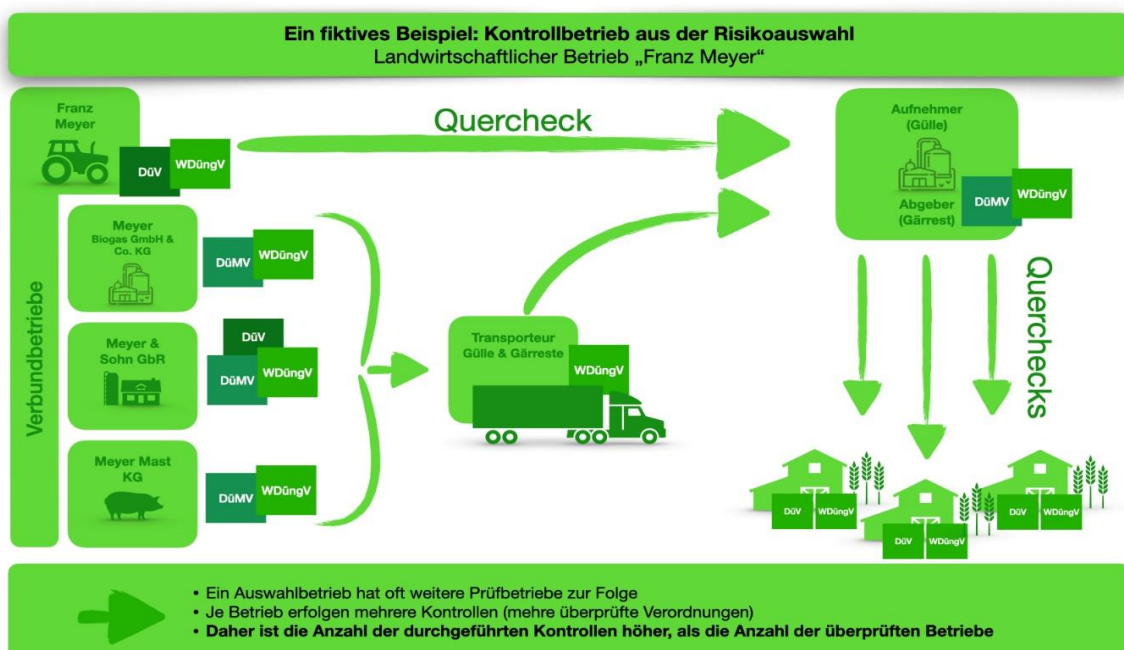 Ein fiktives Beispiel: Kontrollbetrieb aus der Risikoauswahl
Landwirtschaftlicher Betrieb „Franz Meyer“
Franz
Meyer
DüV
WDüngV
Quercheck
Aufnehmer
(Gülle)
Abgeber
(Gärrest)
DüMV
WDüngV
Verbundbetriebe
Meyer
Biogas GmbH &
Co. KG
DüMV
WDüngV
Meyer &
Sohn GbR
DüV
DüMV
WDüngV
Meyer Mast
KG
DüMV
WDüngV
Transporteur
Gülle & Gärreste
WDüngV
Querchecks
DüV
WDüngV
DüV
WDüngV
DüV
WDüngV
• Ein Auswahlbetrieb hat oft weitere Prüfbetriebe zur Folge
• Je Betrieb erfolgen mehrere Kontrollen (mehre überprüfte Verordnungen)
• Daher ist die Anzahl der durchgeführten Kontrollen höher, als die Anzahl der überprüften Betriebe